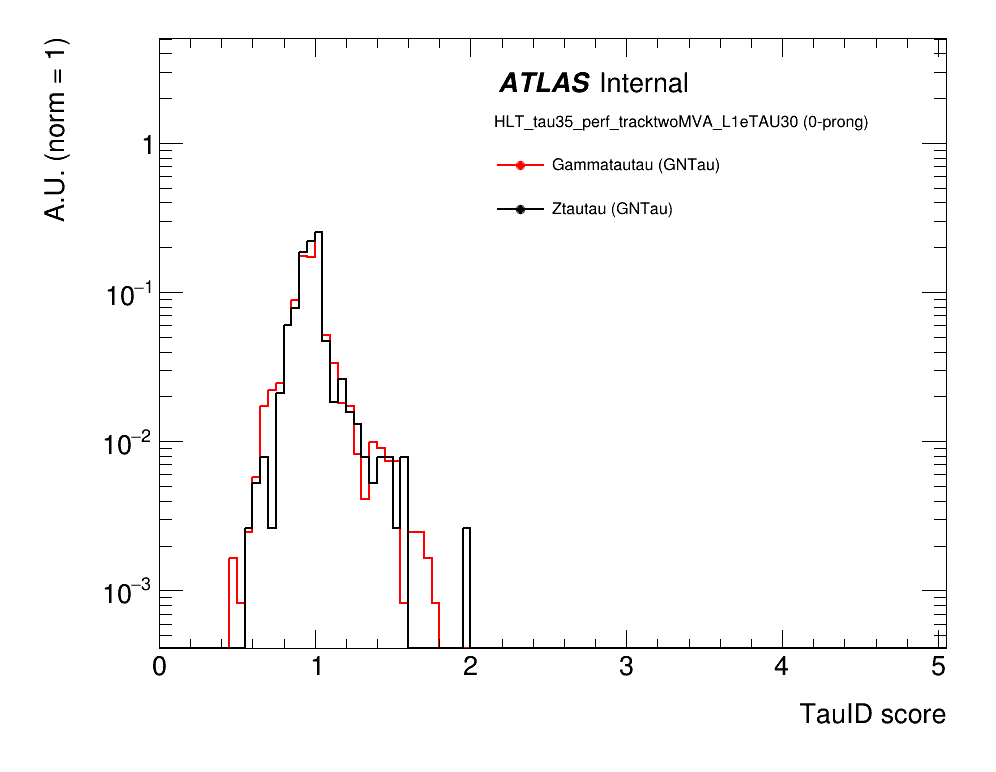 A.U. (norm = 1)
ATLAS Internal
HLT_tau35_perf_tracktwoMVA_L1eTAU30 (0-prong)
Gammatautau (GNTau)
Ztautau (GNTau)
1
10⁻¹
10⁻²
10⁻³
0 1 2 3 4 5
TauID score